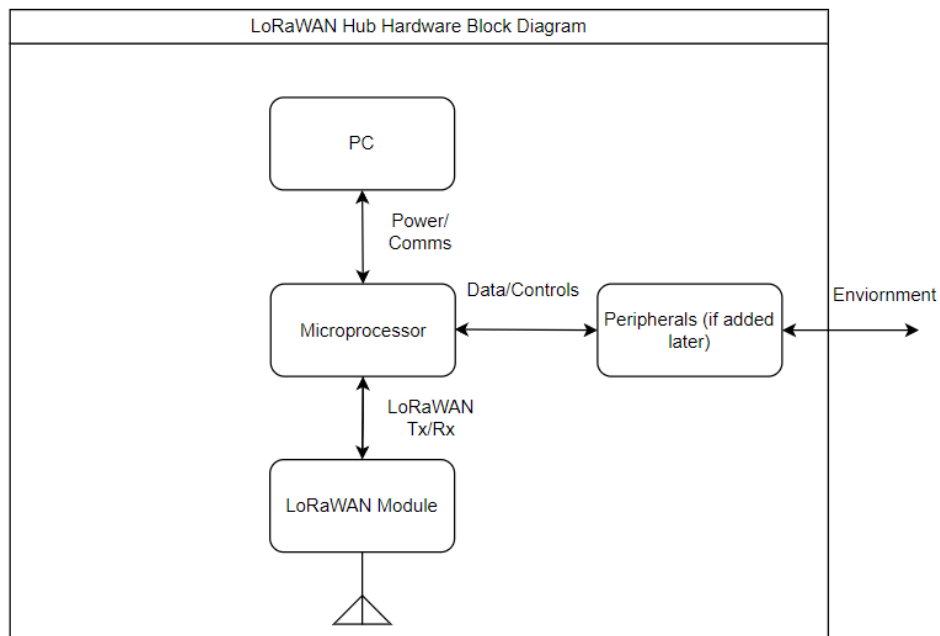 LoRaWAN Hub Hardware Block Diagram
PC
Power/
Comms
Data/Controls
Enviornment
Microprocessor
Peripherals (if added
later)
LoRaWAN
Tx/Rx
LoRaWAN Module